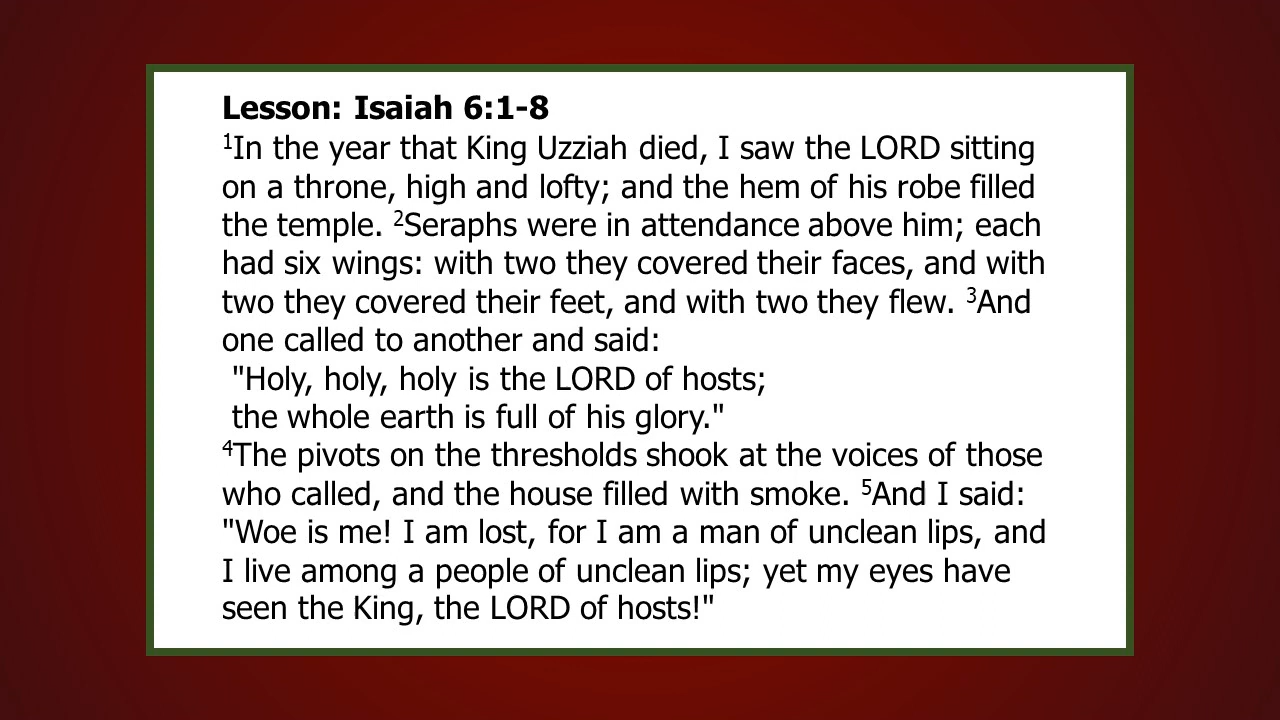 Lesson: Isaiah 6:1-8
¹In the year that King Uzziah died, I saw the LORD sitting
on a throne, high and lofty; and the hem of his robe filled
the temple. ²Seraphs were in attendance above him; each
had six wings: with two they covered their faces, and with
two they covered their feet, and with two they flew. ³And
one called to another and said:
"Holy, holy, holy is the LORD of hosts;
the whole earth is full of his glory."
⁴The pivots on the thresholds shook at the voices of those
who called, and the house filled with smoke. ⁵And I said:
"Woe is me! I am lost, for I am a man of unclean lips, and
I live among a people of unclean lips; yet my eyes have
seen the King, the LORD of hosts!"